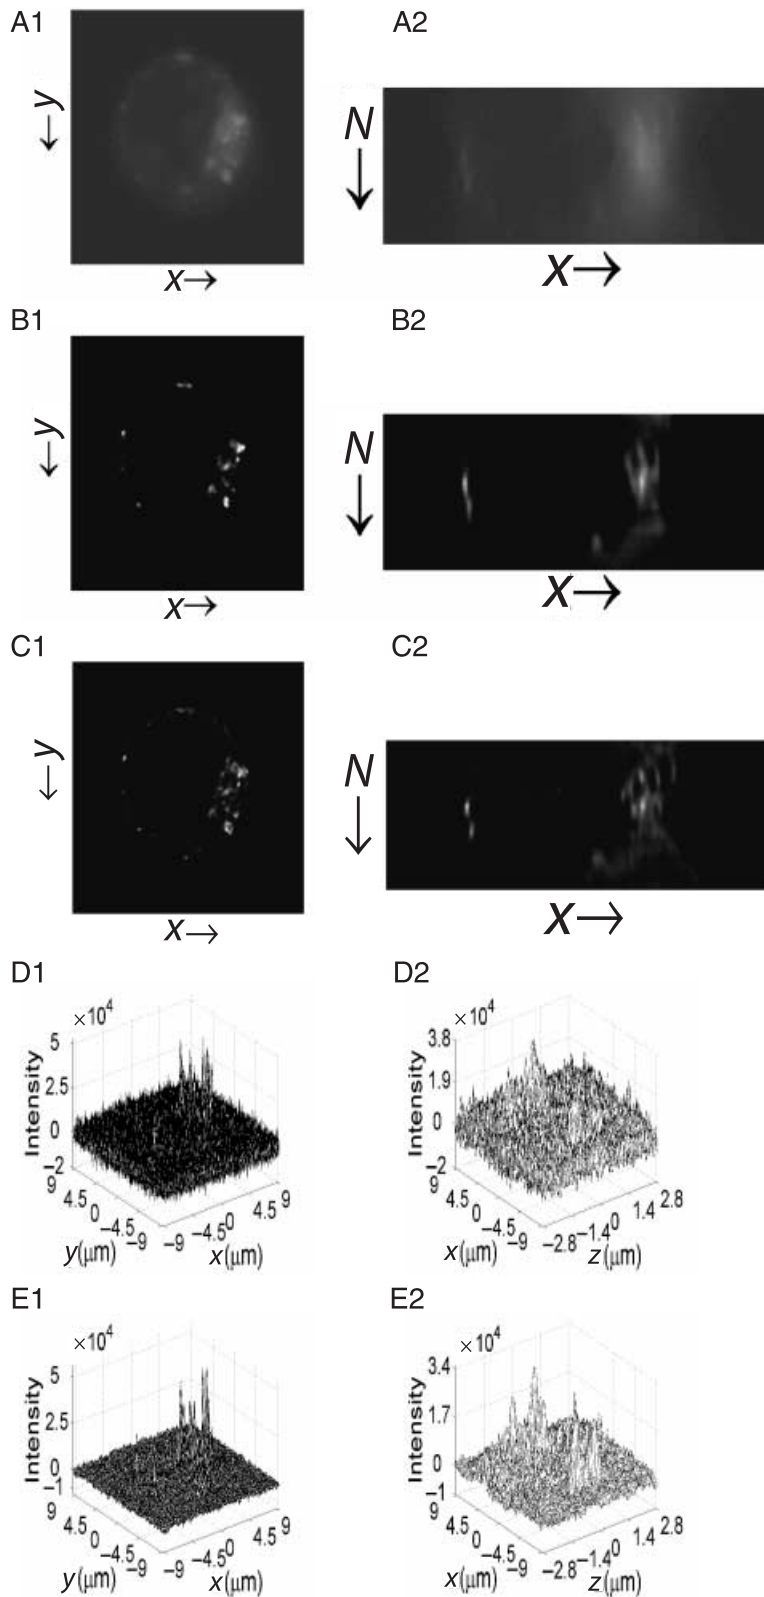 A1
A2
y
N
x
x
B1
B2
y
N
x
x
C1
C2
y
N
x
x
D1
D2
×10⁴
×10⁴
5
2.5
0
−2
Intensity
3.8
1.9
0
−2
Intensity
9
4.5
0
−4.5
−9
y(μm)
−9
−4.5
0
4.5
9
x(μm)
9
4.5
0
−4.5
−9
x(μm)
−2.8
−1.4
0
1.4
2.8
z(μm)
E1
E2
×10⁴
×10⁴
5
2.5
0
−1
Intensity
3.4
1.7
0
−1
Intensity
9
4.5
0
−4.5
−9
y(μm)
−9
−4.5
0
4.5
9
x(μm)
9
4.5
0
−4.5
−9
x(μm)
−2.8
−1.4
0
1.4
2.8
z(μm)